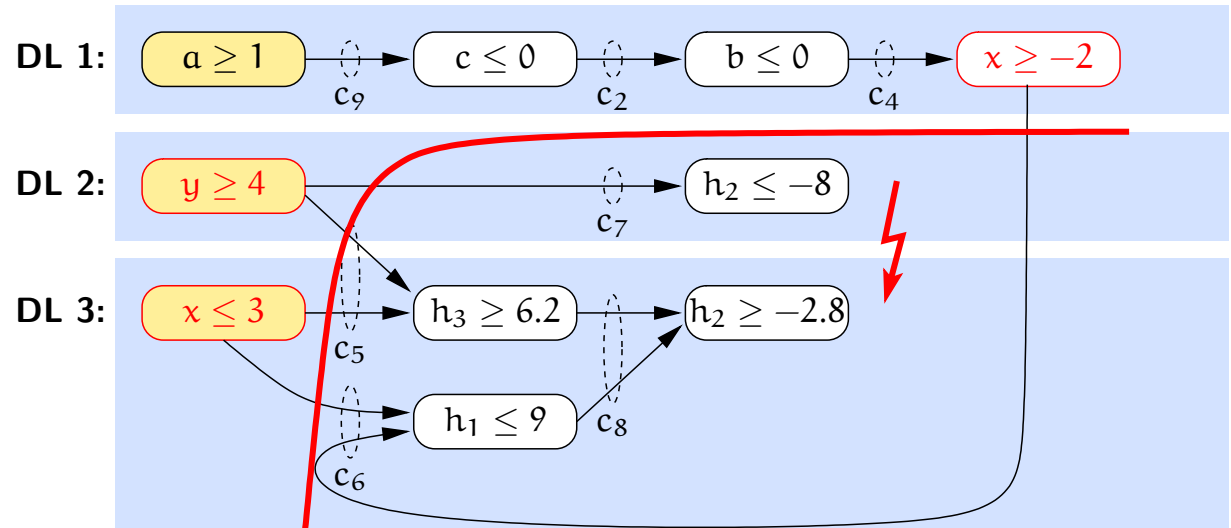 DL 1: a ≥ 1 c ≤ 0 b ≤ 0 x ≥ −2
c₉ c₂ c₄
DL 2: y ≥ 4 h₂ ≤ −8
c₇
DL 3: x ≤ 3 h₃ ≥ 6.2 h₂ ≥ −2.8
c₅
h₁ ≤ 9 c₈
c₆